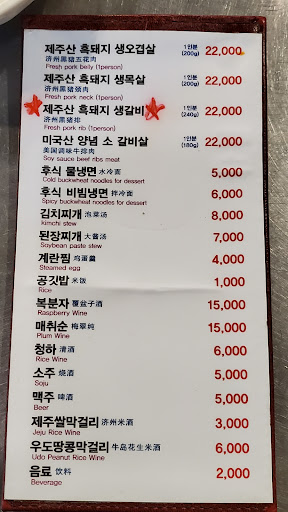 제주산 흑돼지 생오겹살 1인분 (200g) 22,000
济州黑猪五花肉
Fresh pork belly (1person)
제주산 흑돼지 생목살 1인분 (200g) 22,000
济州黑猪颈肉
Fresh pork neck (1person)
제주산 흑돼지 생갈비 1인분 (240g) 22,000
济州黑猪排
Fresh pork rib (1person)
미국산 양념 소 갈비살 1인분 (180g) 22,000
美国调味牛排肉
Soy sauce beef ribs meat
후식 물냉면 水冷面 5,000
Cold buckwheat noodles for dessert
후식 비빔냉면 拌冷面 6,000
Spicy buckwheat noodles for dessert
김치찌개 泡菜汤 8,000
kimchi stew
된장찌개 大酱汤 7,000
Soybean paste stew
계란찜 鸡蛋羹 4,000
Steamed egg
공깃밥 米饭 1,000
Rice
복분자 覆盆子酒 15,000
Raspberry Wine
매취순 梅翠纯 15,000
Plum Wine
청하 清酒 6,000
Rice Wine
소주 烧酒 5,000
Soju
맥주 啤酒 5,000
Beer
제주쌀막걸리 济州米酒 3,000
Jeju Rice Wine
우도땅콩막걸리 牛岛花生米酒 6,000
Udo Peanut Rice Wine
음료 饮料 2,000
Beverage